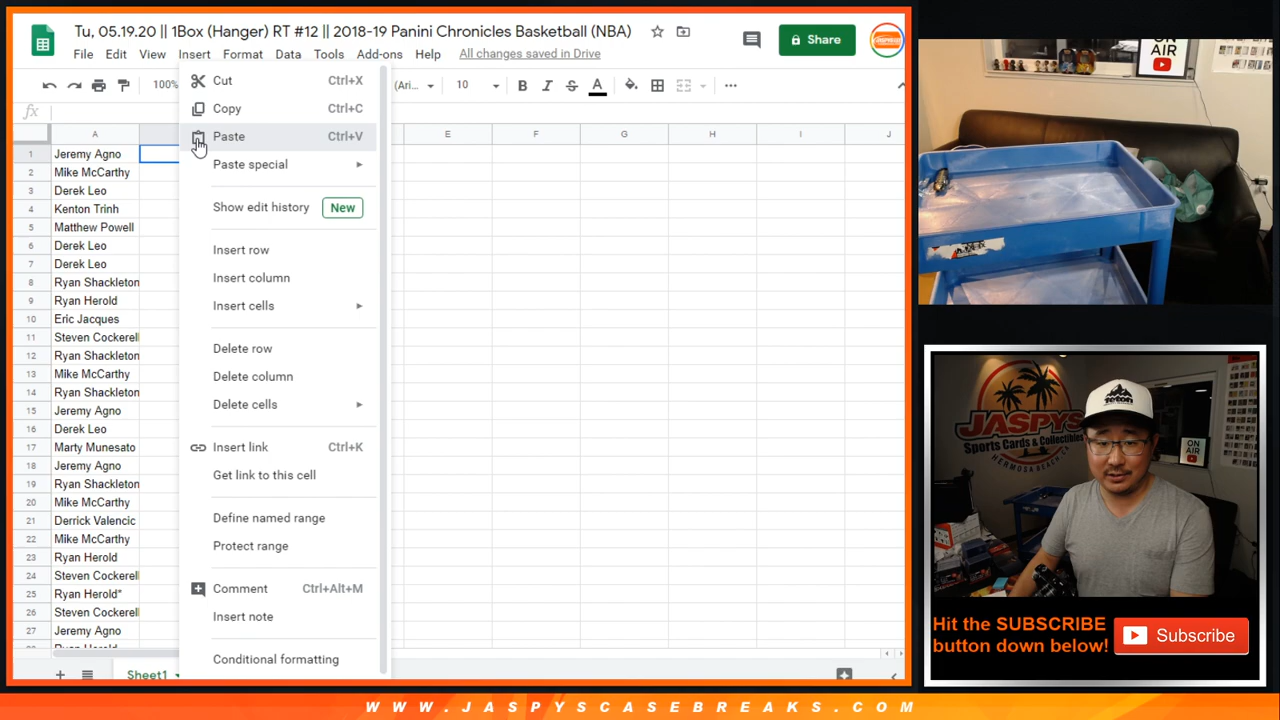 Tu, 05.19.20 || 1Box (Hanger) RT #12 || 2018-19 Panini Chronicles Basketball (NBA)
File Edit View Insert Format Data Tools Add-ons Help All changes saved in Drive
Share
100% (Ari... 10 B I S A
fx
A E F G H I J
1 Jeremy Agno
2 Mike McCarthy
3 Derek Leo
4 Kenton Trinh
5 Matthew Powell
6 Derek Leo
7 Derek Leo
8 Ryan Shackleton
9 Ryan Herold
10 Eric Jacques
11 Steven Cockerell
12 Ryan Shackleton
13 Mike McCarthy
14 Ryan Shackleton
15 Jeremy Agno
16 Derek Leo
17 Marty Munesato
18 Jeremy Agno
19 Ryan Shackleton
20 Mike McCarthy
21 Derrick Valencic
22 Mike McCarthy
23 Ryan Herold
24 Steven Cockerell
25 Ryan Herold*
26 Steven Cockerell
27 Jeremy Agno
Cut Ctrl+X
Copy Ctrl+C
Paste Ctrl+V
Paste special
Show edit history New
Insert row
Insert column
Insert cells
Delete row
Delete column
Delete cells
Insert link Ctrl+K
Get link to this cell
Define named range
Protect range
Comment Ctrl+Alt+M
Insert note
Conditional formatting
Sheet1
ON
AIR
JASPYS
Sports Cards & Collectibles
HERMOSA BEACH, CA
ON
AIR
Hit the SUBSCRIBE
button down below!
Subscribe
WWW.JASPYSCASEBREAKS.COM